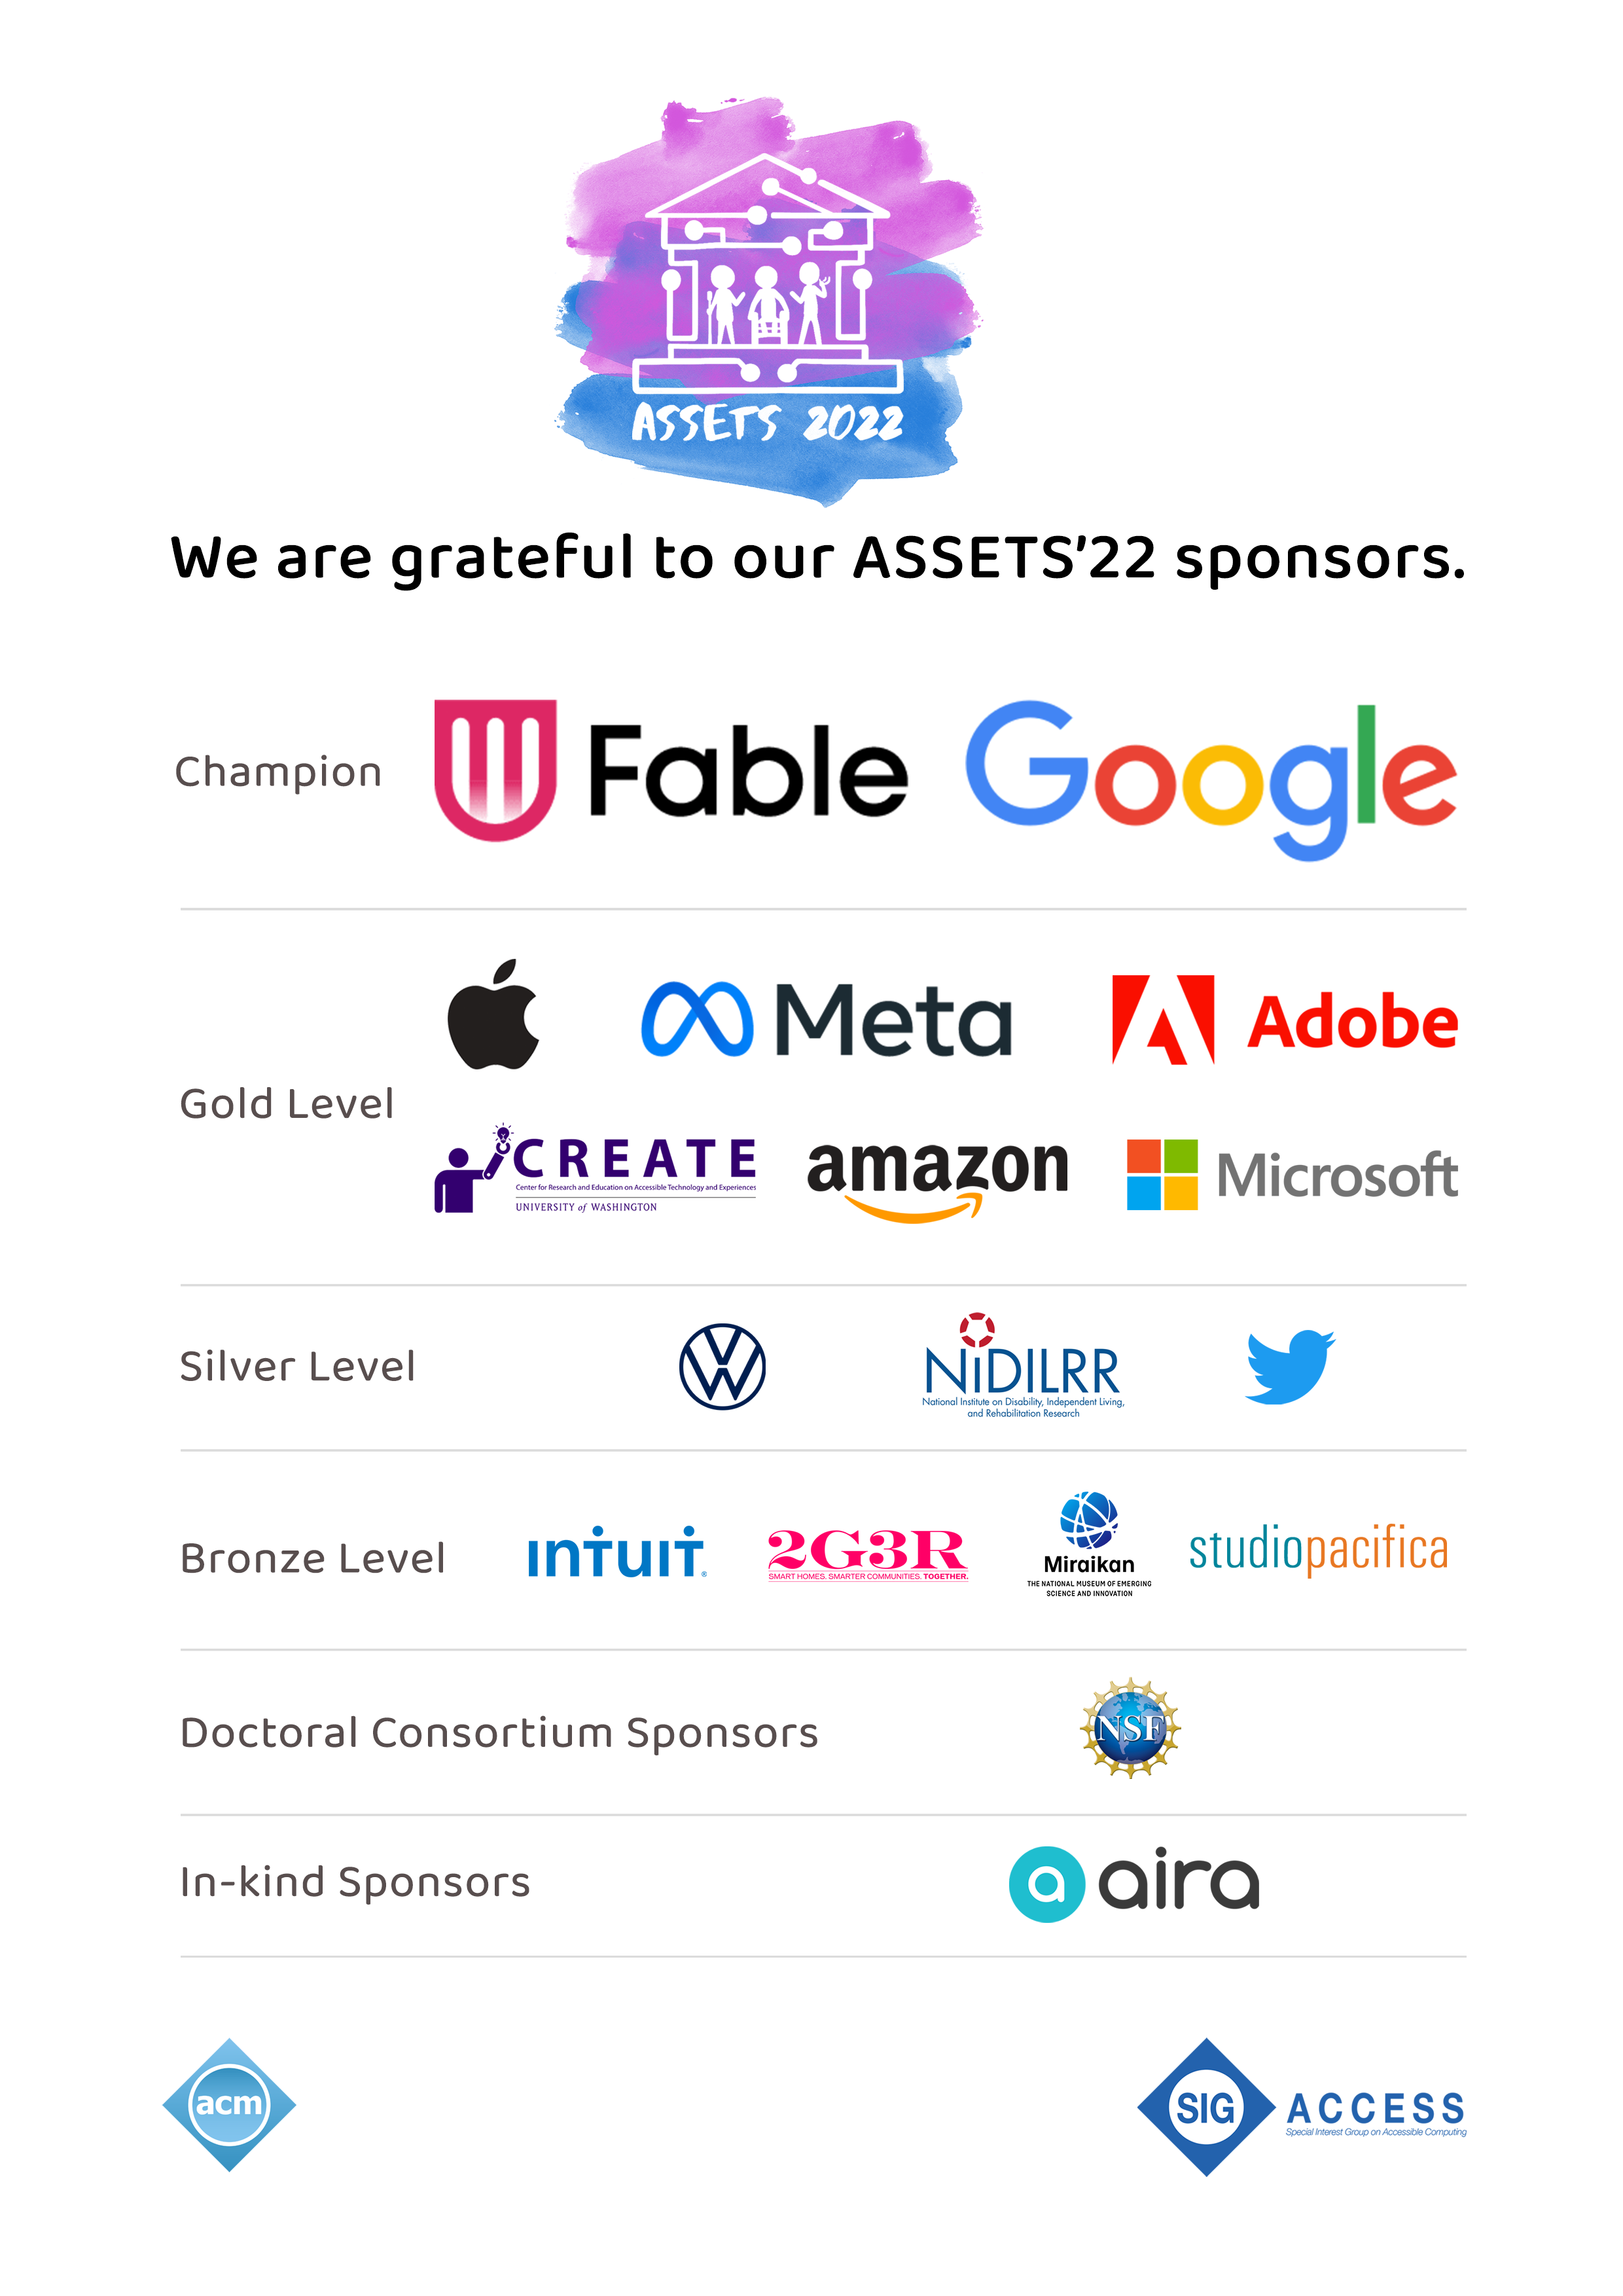 ASSETS 2022
We are grateful to our ASSETS'22 sponsors.
Champion
Fable
Google
Gold Level
Meta
Adobe
CREATE
Center for Research and Education on Accessible Technology and Experiences
UNIVERSITY of WASHINGTON
amazon
Microsoft
Silver Level
VW
NiDILRR
National Institute on Disability, Independent Living,
and Rehabilitation Research
Bronze Level
ıntuıt®
2G3R
SMART HOMES. SMARTER COMMUNITIES. TOGETHER.
Miraikan
THE NATIONAL MUSEUM OF EMERGING
SCIENCE AND INNOVATION
studiopacifica
Doctoral Consortium Sponsors
NSF
In-kind Sponsors
a aira
acm
SIG ACCESS
Special Interest Group on Accessible Computing